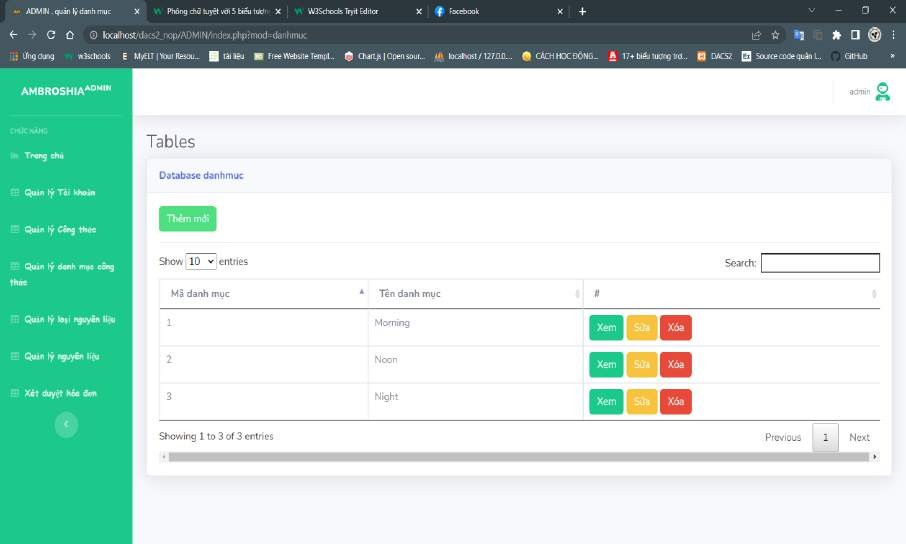 ADMIN . quản lý danh mục
Phông chữ tuyệt với 5 biểu tượn
W3Schools Tryit Editor
Facebook
localhost/dacs2_nop/ADMIN/index.php?mod=danhmuc
Ứng dụng
w3schools
MyELT | Your Resou...
tài liệu
Free Website Templ...
Chart.js | Open sour...
localhost / 127.0.0....
CÁCH HỌC ĐỘNG...
17+ biểu tượng trơ...
DACS2
Source code quản l...
GitHub
»
AMBROSHIA ADMIN
admin
CHỨC NĂNG
Trang chủ
Quản lý Tài khoản
Quản lý Công thức
Quản lý danh mục công
thức
Quản lý loại nguyên liệu
Quản lý nguyên liệu
Xét duyệt hóa đơn
Tables
Database danhmuc
Thêm mới
Show 10 entries
Search:
Mã danh mục Tên danh mục #
1 Morning Xem Sửa Xóa
2 Noon Xem Sửa Xóa
3 Night Xem Sửa Xóa
Showing 1 to 3 of 3 entries
Previous 1 Next